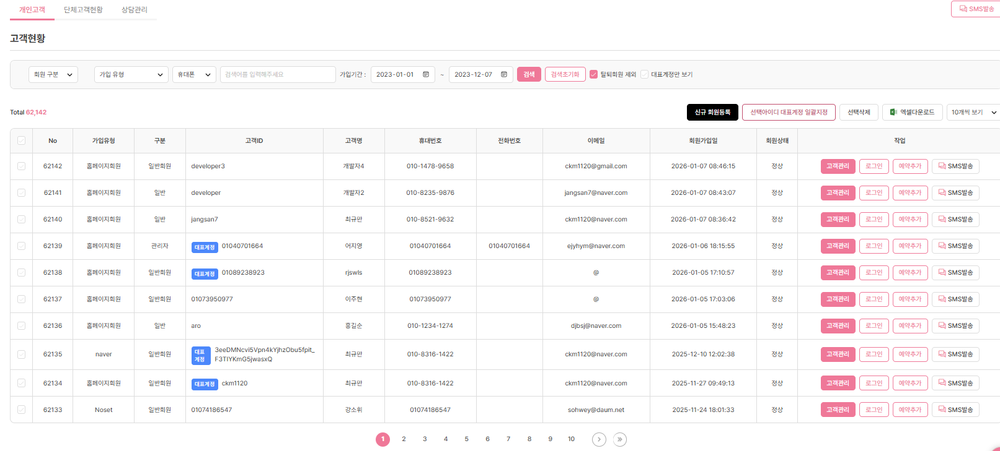 개인고객 단체고객현황 상담관리 SMS발송
고객현황
회원 구분 가입 유형 휴대폰 검색어를 입력해주세요 가입기간 : 2023-01-01 ~ 2023-12-07 검색 검색초기화 탈퇴회원 제외 대표계정만 보기
Total 62,142 신규 회원등록 선택아이디 대표계정 일괄지정 선택삭제 엑셀다운로드 10개씩 보기
No 가입유형 구분 고객ID 고객명 휴대번호 전화번호 이메일 회원가입일 회원상태 작업
62142 홈페이지회원 일반회원 developer3 개발자4 010-1478-9658 ckm1120@gmail.com 2026-01-07 08:46:15 정상 고객관리 로그인 예약추가 SMS발송
62141 홈페이지회원 일반 developer 개발자2 010-8235-9876 jangsan7@naver.com 2026-01-07 08:43:07 정상 고객관리 로그인 예약추가 SMS발송
62140 홈페이지회원 일반 jangsan7 최규만 010-8521-9632 ckm1120@naver.com 2026-01-07 08:36:42 정상 고객관리 로그인 예약추가 SMS발송
62139 홈페이지회원 관리자 대표계정 01040701664 어지영 01040701664 01040701664 ejyhym@naver.com 2026-01-06 18:15:55 정상 고객관리 로그인 예약추가 SMS발송
62138 홈페이지회원 일반회원 대표계정 01089238923 rjswls 01089238923 @ 2026-01-05 17:10:57 정상 고객관리 로그인 예약추가 SMS발송
62137 홈페이지회원 일반회원 01073950977 이주현 01073950977 @ 2026-01-05 17:03:06 정상 고객관리 로그인 예약추가 SMS발송
62136 홈페이지회원 일반 aro 홍길순 010-1234-1274 djbsj@naver.com 2026-01-05 15:48:23 정상 고객관리 로그인 예약추가 SMS발송
62135 naver 일반회원 대표계정 3eeDMNcvi5Vpn4kYjhzObu5fpit_
F3TIYKmG5jwasxQ 최규만 010-8316-1422 ckm1120@naver.com 2025-12-10 12:02:38 정상 고객관리 로그인 예약추가 SMS발송
62134 홈페이지회원 일반회원 대표계정 ckm1120 최규만 010-8316-1422 ckm1120@naver.com 2025-11-27 09:49:13 정상 고객관리 로그인 예약추가 SMS발송
62133 Noset 일반회원 01074186547 강소휘 01074186547 sohwey@daum.net 2025-11-24 18:01:33 정상 고객관리 로그인 예약추가 SMS발송
1 2 3 4 5 6 7 8 9 10